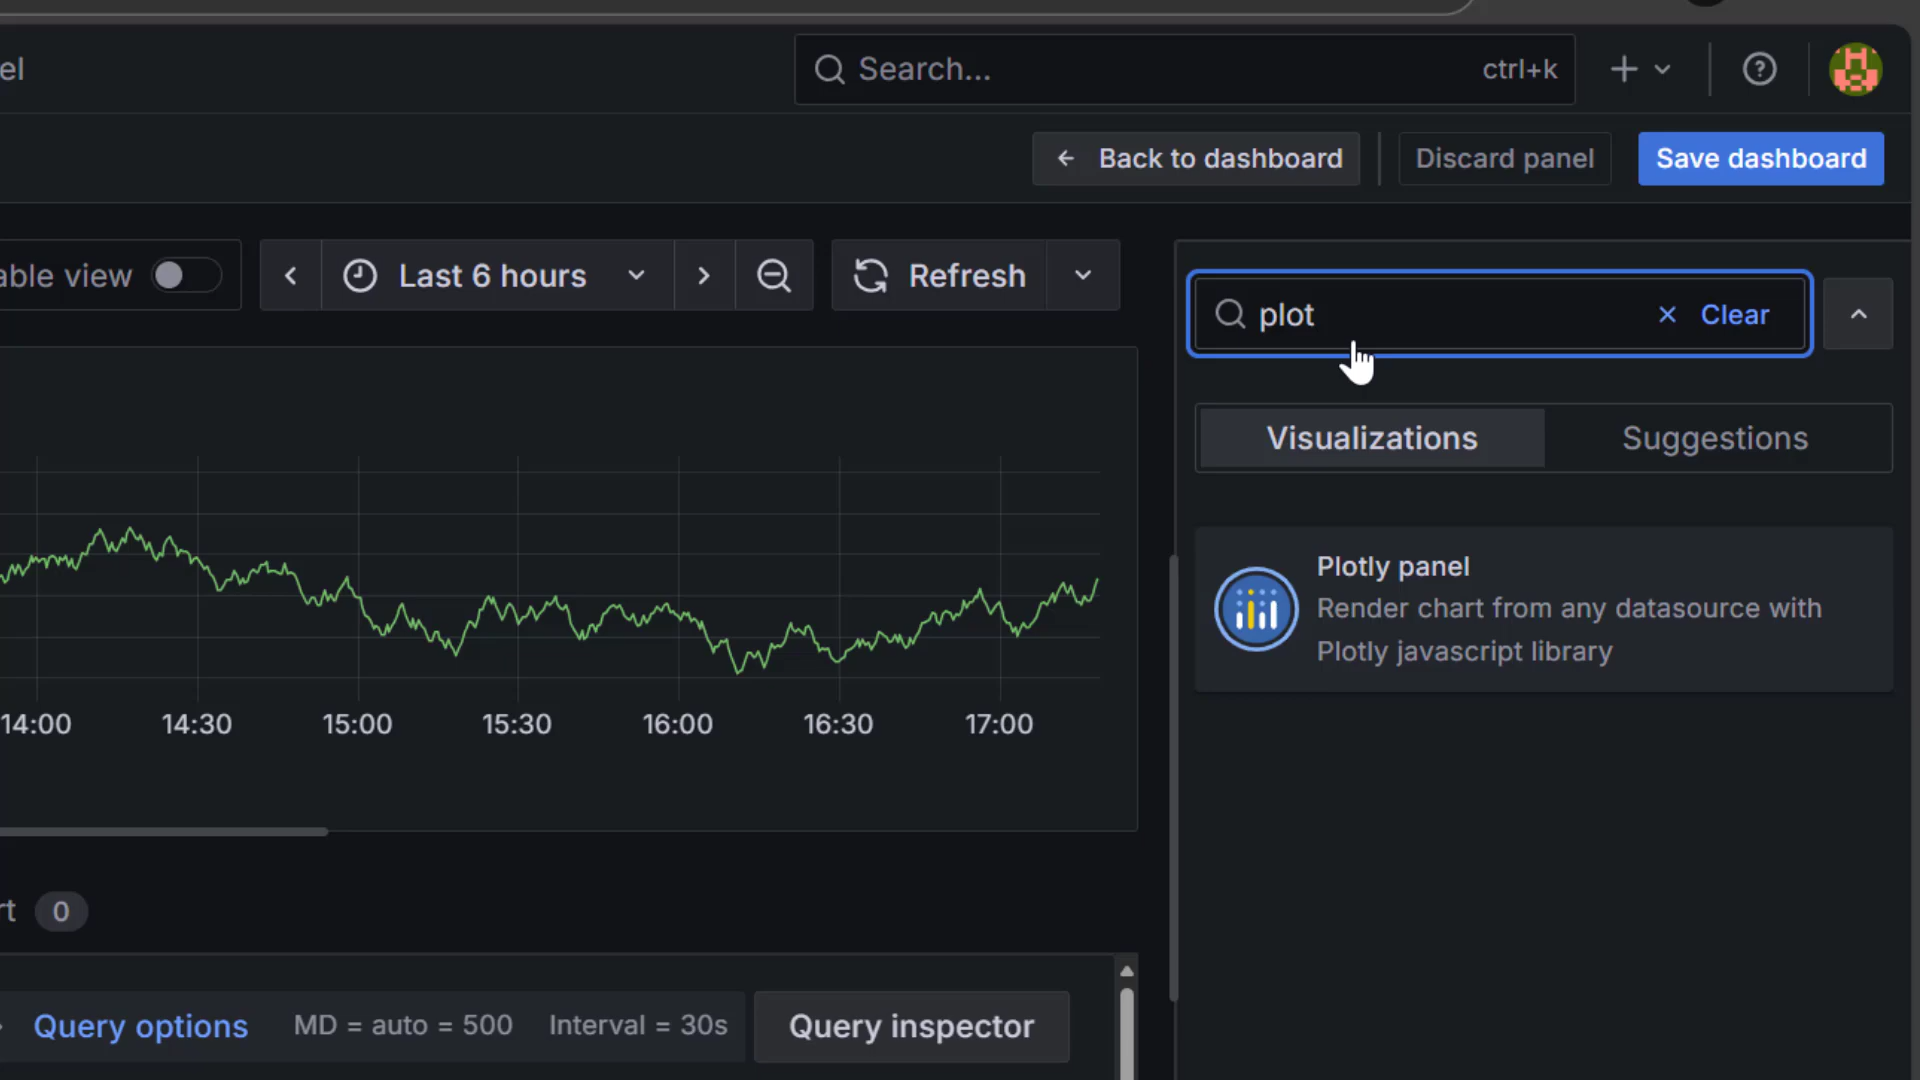 el
Search...
ctrl+k
Back to dashboard
Discard panel
Save dashboard
able view
Last 6 hours
Refresh
plot
Clear
Visualizations
Suggestions
Plotly panel
Render chart from any datasource with
Plotly javascript library
14:00 14:30 15:00 15:30 16:00 16:30 17:00
rt 0
Query options MD = auto = 500 Interval = 30s Query inspector